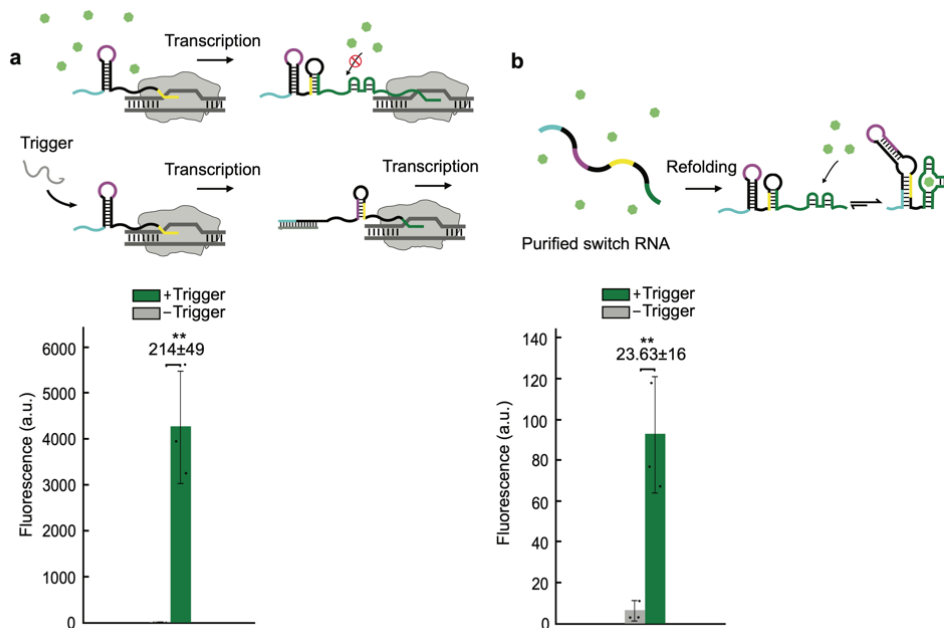 a
Transcription
Trigger
Transcription
Transcription
+Trigger
−Trigger
**
214±49
Fluorescence (a.u.)
6000
5000
4000
3000
2000
1000
0
b
Refolding
Purified switch RNA
+Trigger
−Trigger
**
23.63±16
Fluorescence (a.u.)
140
120
100
80
60
40
20
0